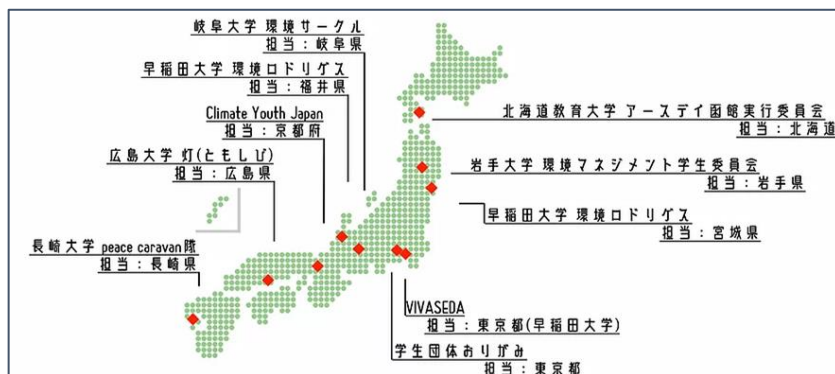 岐阜大学 環境サークル
担当:岐阜県
早稲田大学 環境ロドリゲス
担当:福井県
Climate Youth Japan
担当:京都府
広島大学 灯(ともしび)
担当:広島県
長崎大学 peace caravan隊
担当:長崎県
北海道教育大学 アースデイ函館実行委員会
担当:北海道
岩手大学 環境マネジメント学生委員会
担当:岩手県
早稲田大学 環境ロドリゲス
担当:宮城県
VIVASEDA
担当:東京都(早稲田大学)
学生団体おりがみ
担当:東京都